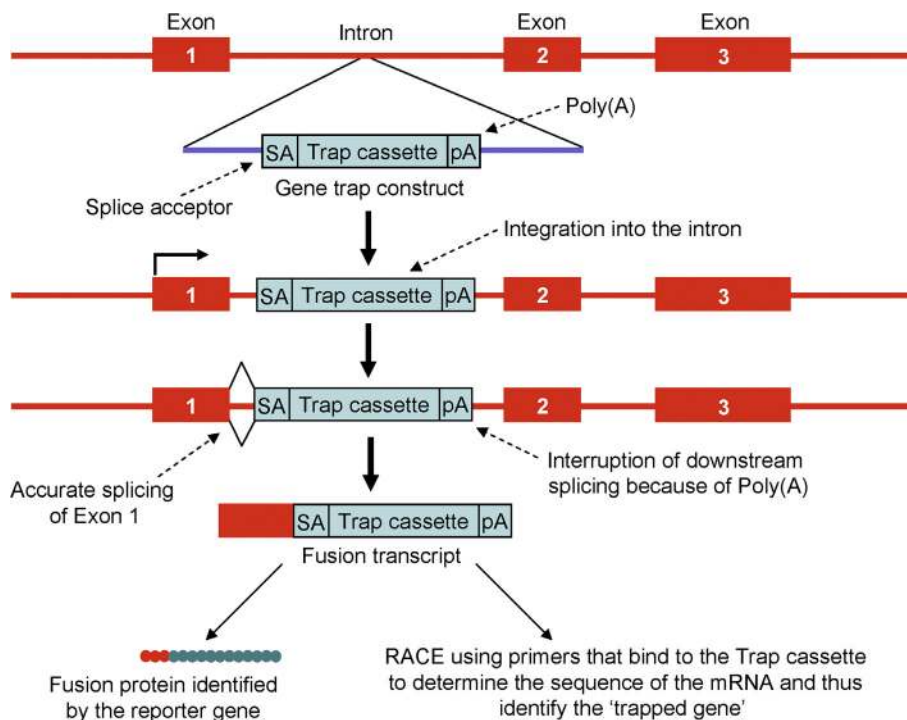 Exon
Intron
Exon
Exon
1
2
3
Poly(A)
SA Trap cassette pA
Splice acceptor
Gene trap construct
Integration into the intron
1
SA Trap cassette pA
2
3
1
SA Trap cassette pA
2
3
Accurate splicing
of Exon 1
Interruption of downstream
splicing because of Poly(A)
SA Trap cassette pA
Fusion transcript
Fusion protein identified
by the reporter gene
RACE using primers that bind to the Trap cassette
to determine the sequence of the mRNA and thus
identify the ‘trapped gene’